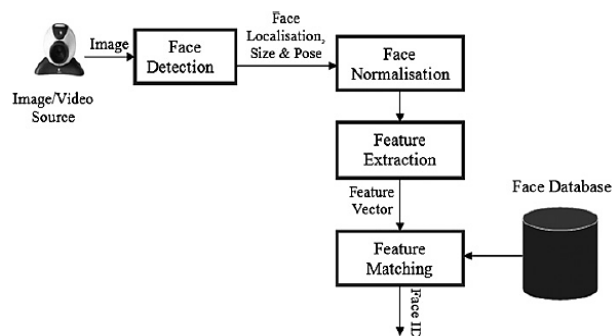 Image
Image/Video
Source
Face
Detection
Face
Localisation,
Size & Pose
Face
Normalisation
Feature
Extraction
Feature
Vector
Feature
Matching
Face Database
Face ID